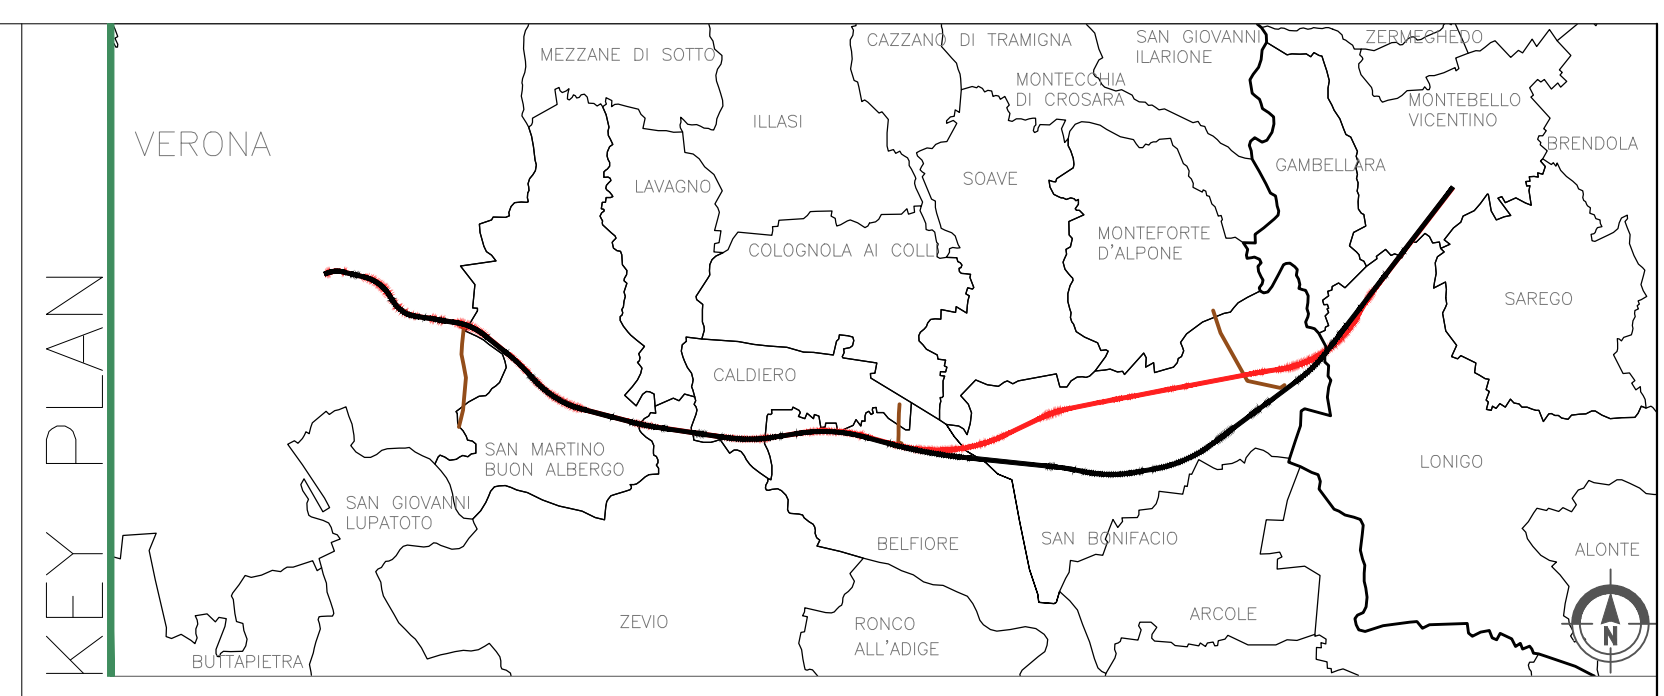 KEY PLAN
VERONA
MEZZANE DI SOTTO
CAZZANO DI TRAMIGNA
SAN GIOVANNI
ILARIONE
ZERMEGHEDO
MONTECCHIA
DI CROSARA
MONTEBELLO
VICENTINO
ILLASI
BRENDOLA
GAMBELLARA
LAVAGNO
SOAVE
MONTEFORTE
D'ALPONE
COLOGNOLA AI COLLI
SAREGO
CALDIERO
SAN MARTINO
BUON ALBERGO
LONIGO
SAN GIOVANNI
LUPATOTO
BELFIORE
SAN BONIFACIO
ALONTE
ZEVIO
RONCO
ALL'ADIGE
ARCOLE
N
BUTTAPIETRA